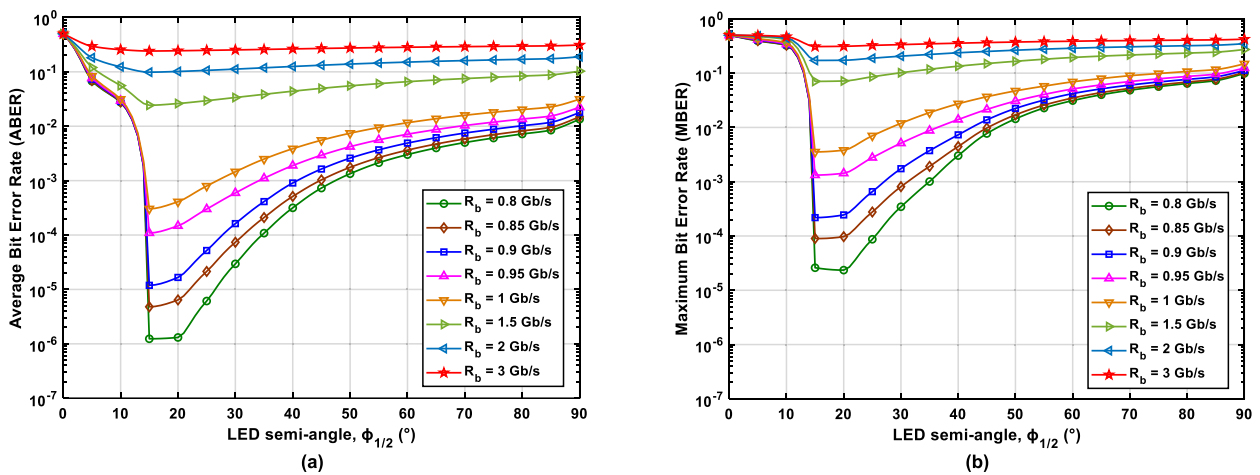 Average Bit Error Rate (ABER)
10^0
10^-1
10^-2
10^-3
10^-4
10^-5
10^-6
10^-7
R_b = 0.8 Gb/s
R_b = 0.85 Gb/s
R_b = 0.9 Gb/s
R_b = 0.95 Gb/s
R_b = 1 Gb/s
R_b = 1.5 Gb/s
R_b = 2 Gb/s
R_b = 3 Gb/s
0 10 20 30 40 50 60 70 80 90
LED semi-angle, ϕ_1/2 (°)
(a)
Maximum Bit Error Rate (MBER)
10^0
10^-1
10^-2
10^-3
10^-4
10^-5
10^-6
10^-7
R_b = 0.8 Gb/s
R_b = 0.85 Gb/s
R_b = 0.9 Gb/s
R_b = 0.95 Gb/s
R_b = 1 Gb/s
R_b = 1.5 Gb/s
R_b = 2 Gb/s
R_b = 3 Gb/s
0 10 20 30 40 50 60 70 80 90
LED semi-angle, ϕ_1/2 (°)
(b)